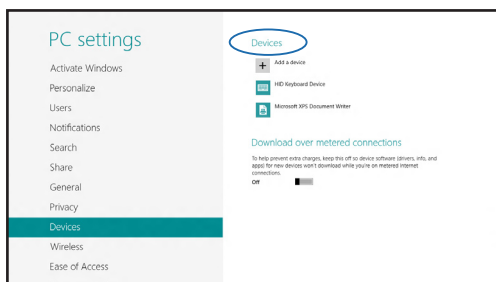 PC settings
Activate Windows
Personalize
Users
Notifications
Search
Share
General
Privacy
Devices
Wireless
Ease of Access
Devices
Add a device
HID Keyboard Device
Microsoft XPS Document Writer
Download over metered connections
To help prevent extra charges, keep this off so device software (drivers, info, and
apps) for new devices won't download while you're on metered Internet
connections.
Off